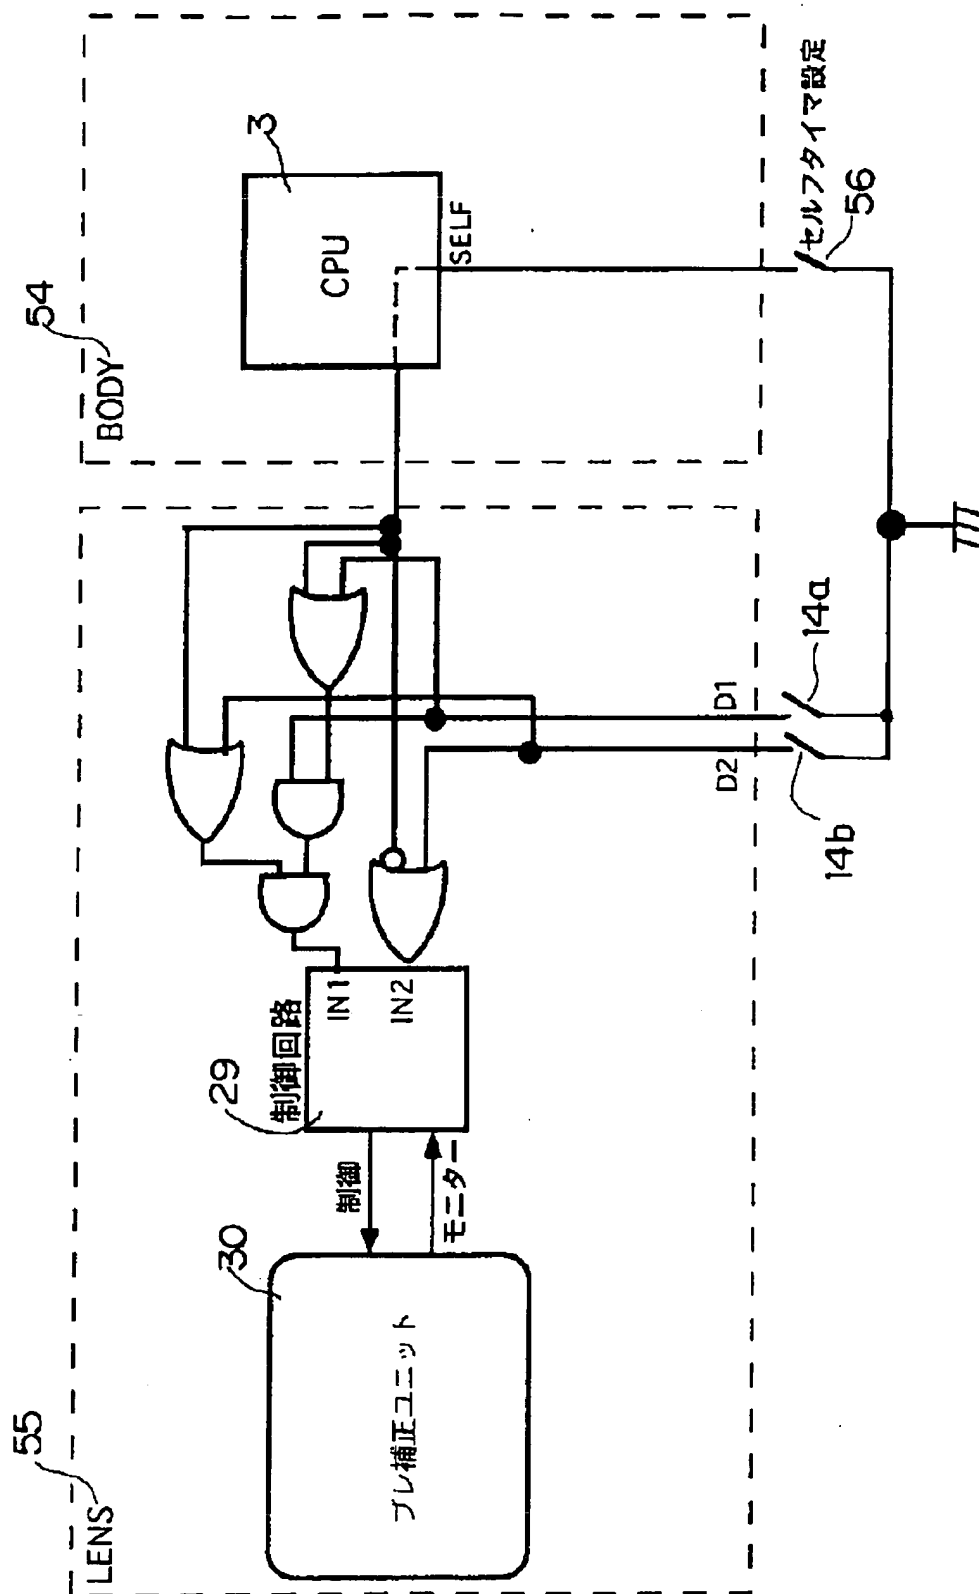 55
LENS
30
ブレ補正ユニット
制御
モニター
29
制御回路
IN1
IN2
D1
D2
14a
14b
54
BODY
3
CPU
SELF
セルフタイマ設定
56